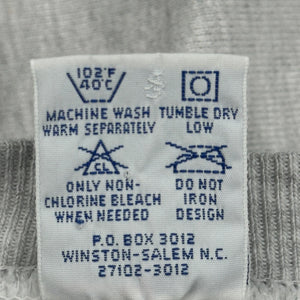 102°F
40°C
MACHINE WASH TUMBLE DRY
WARM SEPARATELY LOW
CL
ONLY NON- DO NOT
CHLORINE BLEACH IRON
WHEN NEEDED DESIGN
P.O. BOX 3012
WINSTON-SALEM N.C.
27102-3012